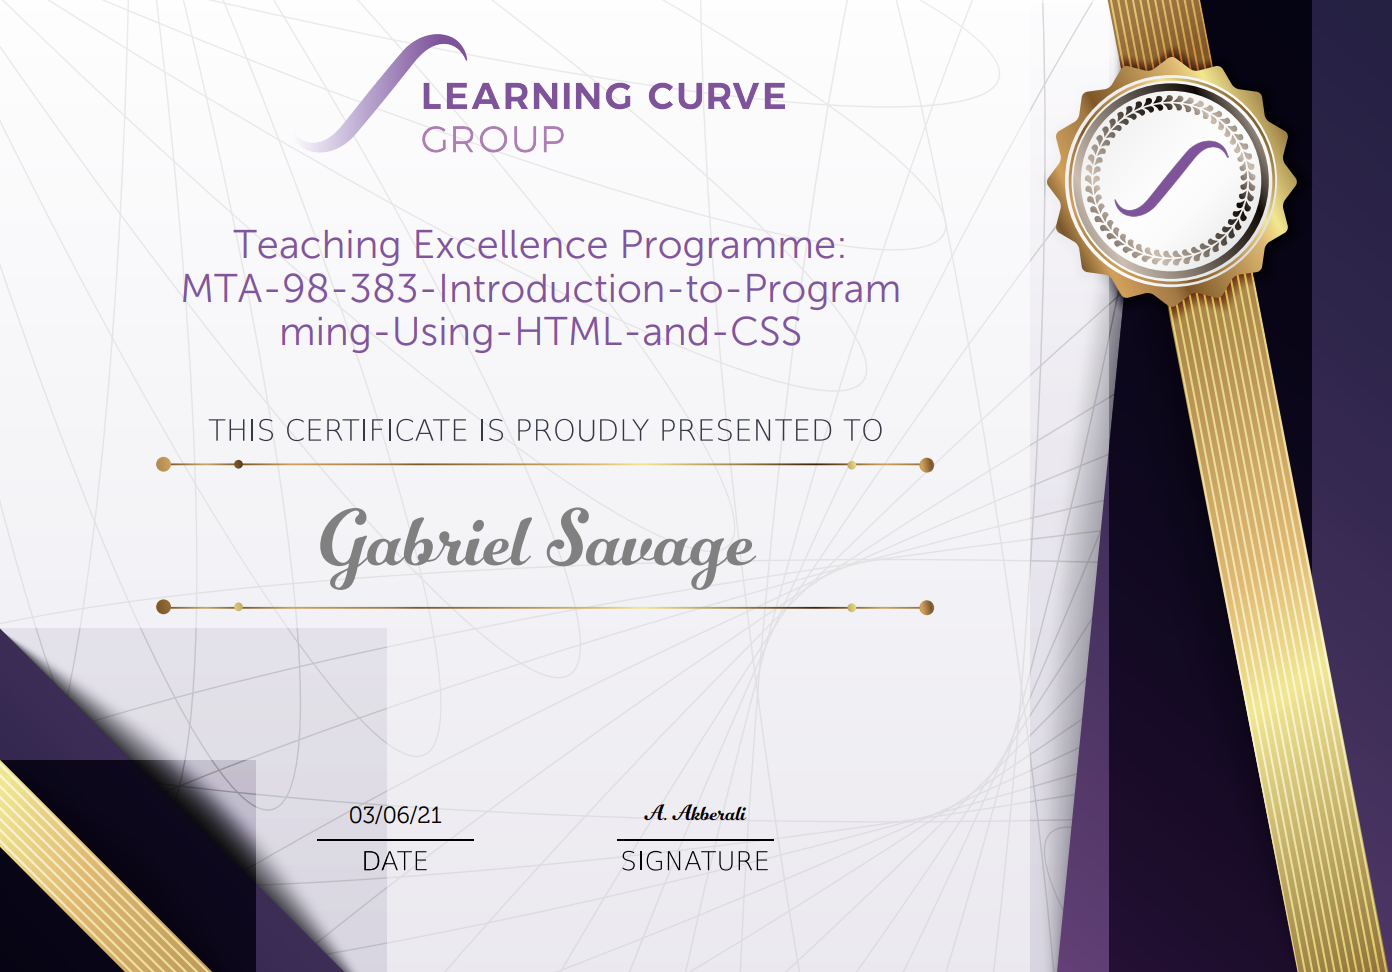 LEARNING CURVE
GROUP
Teaching Excellence Programme:
MTA-98-383-Introduction-to-Program
ming-Using-HTML-and-CSS
THIS CERTIFICATE IS PROUDLY PRESENTED TO
Gabriel Savage
03/06/21
DATE
A. Akberali
SIGNATURE